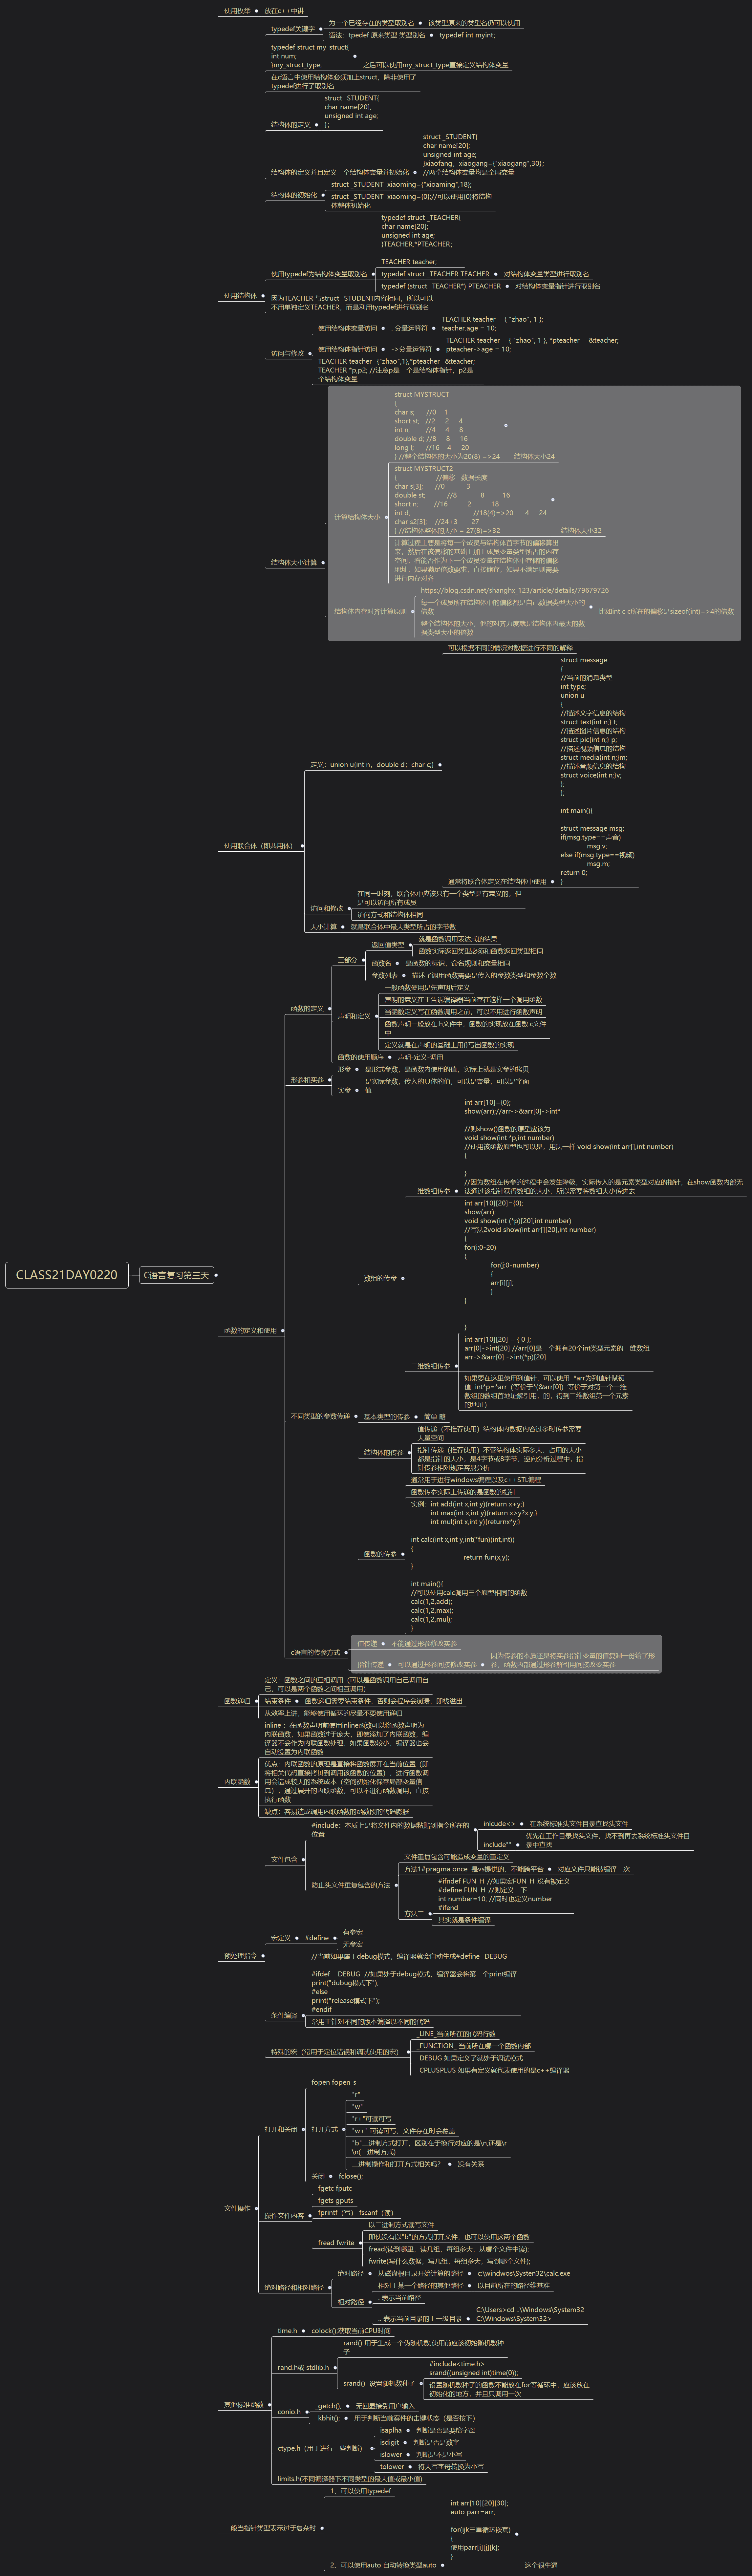 CLASS21DAY0220
C语言复习第三天
使用枚举
放在c++中讲
使用结构体
typedef关键字
为一个已经存在的类型取别名
该类型原来的类型名仍可以使用
语法：tpedef 原来类型 类型别名
typedef int myint;
typedef struct my_struct{
int num;
}my_struct_type;
之后可以使用my_struct_type直接定义结构体变量
在c语言中使用结构体必须加上struct，除非使用了
typedef进行了取别名
结构体的定义
struct _STUDENT{
char name[20];
unsigned int age;
};
结构体的定义并且定义一个结构体变量并初始化
struct _STUDENT{
char name[20];
unsigned int age;
}xiaofang，xiaogang={"xiaogang",30};
//两个结构体变量均是全局变量
结构体的初始化
struct _STUDENT  xiaoming={"xioaming",18};
struct _STUDENT  xiaoming={0};//可以使用{0}将结构
体整体初始化
使用typedef为结构体变量取别名
typedef struct _TEACHER{
char name[20];
unsigned int age;
}TEACHER,*PTEACHER;
TEACHER teacher;
typedef struct _TEACHER TEACHER
对结构体变量类型进行取别名
typedef (struct _TEACHER*) PTEACHER
对结构体变量指针进行取别名
因为TEACHER 与struct _STUDENT内容相同，所以可以
不用单独定义TEACHER，而是利用typedef进行取别名
访问与修改
使用结构体变量访问
. 分量运算符
TEACHER teacher = { "zhao", 1 };
teacher.age = 10;
使用结构体指针访问
->分量运算符
TEACHER teacher = { "zhao", 1 }, *pteacher = &teacher;
pteacher->age = 10;
TEACHER teacher={"zhao",1},*pteacher=&teacher;
TEACHER *p,p2; //注意p是一个是结构体指针，p2是一
个结构体变量
结构体大小计算
计算结构体大小
struct MYSTRUCT
{
char s; //0 1
short st; //2 2 4
int n; //4 4 8
double d; //8 8 16
long l; //16 4 20
} //整个结构体的大小为20(8) =>24
结构体大小24
struct MYSTRUCT2
{ //偏移 数据长度
char s[3]; //0 3
double st; //8 8 16
short n; //16 2 18
int d; //18(4)=>20 4 24
char s2[3]; //24+3 27
} //结构体整体的大小 = 27(8)=>32
结构体大小32
计算过程主要是将每一个成员与结构体首字节的偏移算出
来，然后在该偏移的基础上加上成员变量类型所占的内存
空间，看能否作为下一个成员变量在结构体中存储的偏移
地址，如果满足倍数要求，直接储存，如果不满足则需要
进行内存对齐
结构体内存对齐计算原则
https://blog.csdn.net/shanghx_123/article/details/79679726
每一个成员所在结构体中的偏移都是自己数据类型大小的
倍数
比如int c c所在的偏移是sizeof(int)=>4的倍数
整个结构体的大小，他的对齐力度就是结构体内最大的数
据类型大小的倍数
使用联合体（即共用体）
定义：union u{int n，double d；char c;}
可以根据不同的情况对数据进行不同的解释
通常将联合体定义在结构体中使用
struct message
{
//当前的消息类型
int type;
union u
{
//描述文字信息的结构
struct text{int n;} t;
//描述图片信息的结构
struct pic{int n;} p;
//描述视频信息的结构
struct media{int n;}m;
//描述音频信息的结构
struct voice{int n;}v;
};
};
int main(){
struct message msg;
if(msg.type==声音)
msg.v;
else if(msg.type==视频)
msg.m;
return 0;
}
访问和修改
在同一时刻，联合体中应该只有一个类型是有意义的，但
是可以访问所有成员
访问方式和结构体相同
大小计算
就是联合体中最大类型所占的字节数
函数的定义和使用
函数的定义
三部分
返回值类型
就是函数调用表达式的结果
函数实际返回类型必须和函数返回类型相同
函数名
是函数的标识，命名规则和变量相同
参数列表
描述了调用函数需要是传入的参数类型和参数个数
声明和定义
一般函数使用是先声明后定义
声明的意义在于告诉编译器当前存在这样一个调用函数
当函数定义写在函数调用之前，可以不用进行函数声明
函数声明一般放在.h文件中，函数的实现放在函数.c文件
中
定义就是在声明的基础上用{}写出函数的实现
函数的使用顺序
声明-定义-调用
形参和实参
形参
是形式参数，是函数内使用的值，实际上就是实参的拷贝
实参
是实际参数，传入的具体的值，可以是变量，可以是字面
值
不同类型的参数传递
数组的传参
一维数组传参
int arr[10]={0};
show(arr);//arr->&arr[0]->int*
//则show()函数的原型应该为
void show(int *p,int number)
//使用该函数原型也可以是，用法一样 void show(int arr[],int number)
{
}
//因为数组在传参的过程中会发生降级，实际传入的是元素类型对应的指针，在show函数内部无
法通过该指针获得数组的大小，所以需要将数组大小传进去
二维数组传参
int arr[10][20]={0};
show(arr);
void show(int (*p)[20],int number)
//写法2void show(int arr[][20],int number)
{
for(i:0-20)
{
for(j:0-number)
{
arr[i][j];
}
}
}
int arr[10][20] = { 0 };
arr[0]->int[20] //arr[0]是一个拥有20个int类型元素的一维数组
arr->&arr[0] ->int(*p)[20]
如果要在这里使用列值针，可以使用  *arr为列值针赋初
值  int*p=*arr（等价于*(&arr[0]）等价于对第一个一维
数组的数组首地址解引用，的，得到二维数组第一个元素
的地址）
基本类型的传参
简单 略
结构体的传参
值传递（不推荐使用）结构体内数据内容过多时传参需要
大量空间
指针传递（推荐使用）不管结构体实际多大，占用的大小
都是指针的大小，是4字节或8字节，逆向分析过程中，指
针传参相对规定容易分析
函数的传参
通常用于进行windows编程以及c++STL编程
函数传参实际上传递的是函数的指针
实例：int add(int x,int y){return x+y;}
int max(int x,int y){return x>y?x:y;}
int mul(int x,int y){returnx*y;}
int calc(int x,int y,int(*fun)(int,int))
{
return fun(x,y);
}
int main(){
//可以使用calc调用三个原型相同的函数
calc(1,2,add);
calc(1,2,max);
calc(1,2,mul);
}
c语言的传参方式
值传递
不能通过形参修改实参
指针传递
可以通过形参间接修改实参
因为传参的本质还是将实参指针变量的值复制一份给了形
参，函数内部通过形参解引用间接改变实参
函数递归
定义：函数之间的互相调用（可以是函数调用自己调用自
己，可以是两个函数之间相互调用）
结束条件
函数递归需要结束条件，否则会程序会崩溃，即栈溢出
从效率上讲，能够使用循环的尽量不要使用递归
内联函数
inline ：在函数声明前使用inline函数可以将函数声明为
内联函数，如果函数过于庞大，即使添加了内联函数，编
译器不会作为内联函数处理，如果函数较小，编译器也会
自动设置为内联函数
优点：内联函数的原理是直接将函数展开在当前位置（即
将相关代码直接拷贝到调用该函数的位置），进行函数调
用会造成较大的系统成本（空间初始化保存局部变量信
息），通过展开的内联函数，可以不进行函数调用，直接
执行函数
缺点：容易造成调用内联函数的函数段的代码膨胀
预处理指令
文件包含
#include：本质上是将文件内的数据粘贴到指令所在的
位置
inlcude<>
在系统标准头文件目录查找头文件
include""
优先在工作目录找头文件，找不到再去系统标准头文件目
录中查找
防止头文件重复包含的方法
文件重复包含可能造成变量的重定义
方法1#pragma once  是vs提供的，不能跨平台
对应文件只能被编译一次
方法二
#ifndef FUN_H_//如果宏FUN_H_没有被定义
#define FUN_H_//则定义一下
int number=10; //同时也定义number
#ifend
其实就是条件编译
宏定义
#define
有参宏
无参宏
条件编译
//当前如果属于debug模式，编译器就会自动生成#define _DEBUG
#ifdef __DEBUG  //如果处于debug模式，编译器会将第一个print编译
print("dubug模式下");
#else
print("release模式下");
#endif
常用于针对不同的版本编译以不同的代码
特殊的宏（常用于定位错误和调试使用的宏）
_LINE_当前所在的代码行数
_FUNCTION_ 当前所在哪一个函数内部
_DEBUG 如果定义了就处于调试模式
_CPLUSPLUS 如果有定义就代表使用的是c++编译器
文件操作
打开和关闭
fopen fopen_s
打开方式
"r"
"w"
"r+"可读可写
"w+" 可读可写，文件存在时会覆盖
"b"二进制方式打开，区别在于换行对应的是\n,还是\r
\n(二进制方式)
二进制操作和打开方式相关吗？
没有关系
关闭
fclose();
操作文件内容
fgetc fputc
fgets gputs
fprintf（写） fscanf（读）
fread fwrite
以二进制方式读写文件
即使没有以"b"的方式打开文件，也可以使用这两个函数
fread(读到哪里，读几组，每组多大，从哪个文件中读);
fwrite(写什么数据，写几组，每组多大，写到哪个文件);
绝对路径和相对路径
绝对路径
从磁盘根目录开始计算的路径
c:\windwos\Systen32\calc.exe
相对路径
相对于某一个路径的其他路径
以目前所在的路径维基准
. 表示当前路径
.. 表示当前目录的上一级目录
C:\Users>cd ..\Windows\System32
C:\Windows\System32>
其他标准函数
time.h
colock();获取当前CPU时间
rand.h或 stdlib.h
rand() 用于生成一个伪随机数,使用前应该初始随机数种
子
srand()  设置随机数种子
#include<time.h>
srand((unsigned int)time(0));
设置随机数种子的函数不能放在for等循环中，应该放在
初始化的地方，并且只调用一次
conio.h
_getch();
无回显接受用户输入
_kbhit();
用于判断当前案件的击键状态（是否按下）
ctype.h（用于进行一些判断）
isaplha
判断是否是要给字母
isdigit
判断是否是数字
islower
判断是不是小写
tolower
将大写字母转换为小写
limits.h(不同编译器下不同类型的最大值或最小值)
一般当指针类型表示过于复杂时
1、可以使用typedef
2、可以使用auto 自动转换类型auto
int arr[10][20][30];
auto parr=arr;
for(ijk三重循环嵌套)
{
使用parr[i][j][k];
}
这个很牛逼